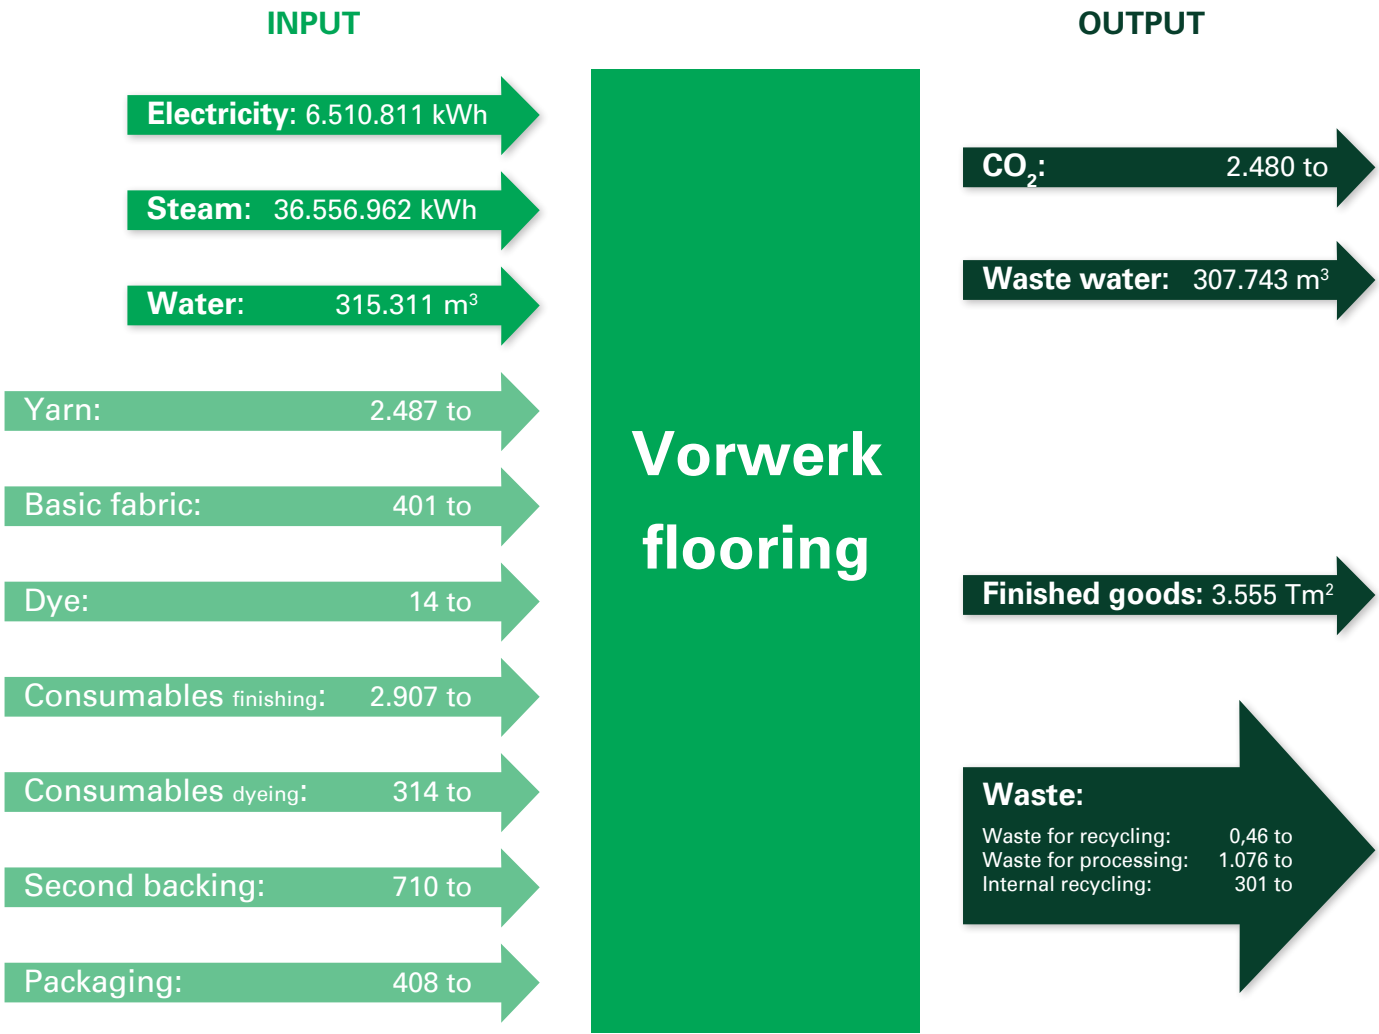 INPUT
Electricity: 6.510.811 kWh
Steam: 36.556.962 kWh
Water: 315.311 m³
Yarn: 2.487 to
Basic fabric: 401 to
Dye: 14 to
Consumables finishing: 2.907 to
Consumables dyeing: 314 to
Second backing: 710 to
Packaging: 408 to
Vorwerk
flooring
OUTPUT
CO₂: 2.480 to
Waste water: 307.743 m³
Finished goods: 3.555 Tm²
Waste:
Waste for recycling: 0,46 to
Waste for processing: 1.076 to
Internal recycling: 301 to